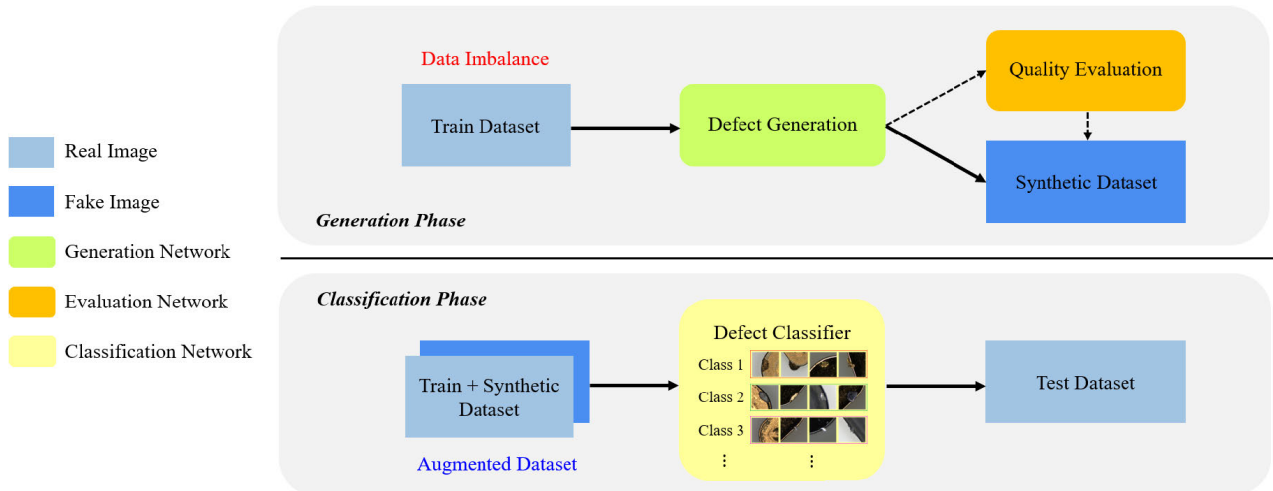 Real Image
Fake Image
Generation Network
Evaluation Network
Classification Network
Data Imbalance
Train Dataset
Defect Generation
Quality Evaluation
Synthetic Dataset
Generation Phase
Classification Phase
Train + Synthetic
Dataset
Augmented Dataset
Defect Classifier
Class 1
Class 2
Class 3
⋮ ⋮
Test Dataset